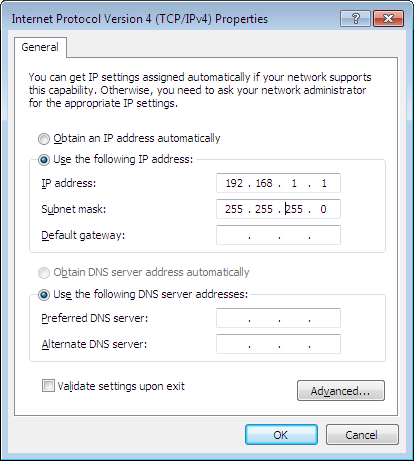 Internet Protocol Version 4 (TCP/IPv4) Properties
General
You can get IP settings assigned automatically if your network supports
this capability. Otherwise, you need to ask your network administrator
for the appropriate IP settings.
Obtain an IP address automatically
Use the following IP address:
IP address: 192 . 168 . 1 . 1
Subnet mask: 255 . 255 . 255 . 0
Default gateway: . . .
Obtain DNS server address automatically
Use the following DNS server addresses:
Preferred DNS server: . . .
Alternate DNS server: . . .
Validate settings upon exit
Advanced...
OK Cancel